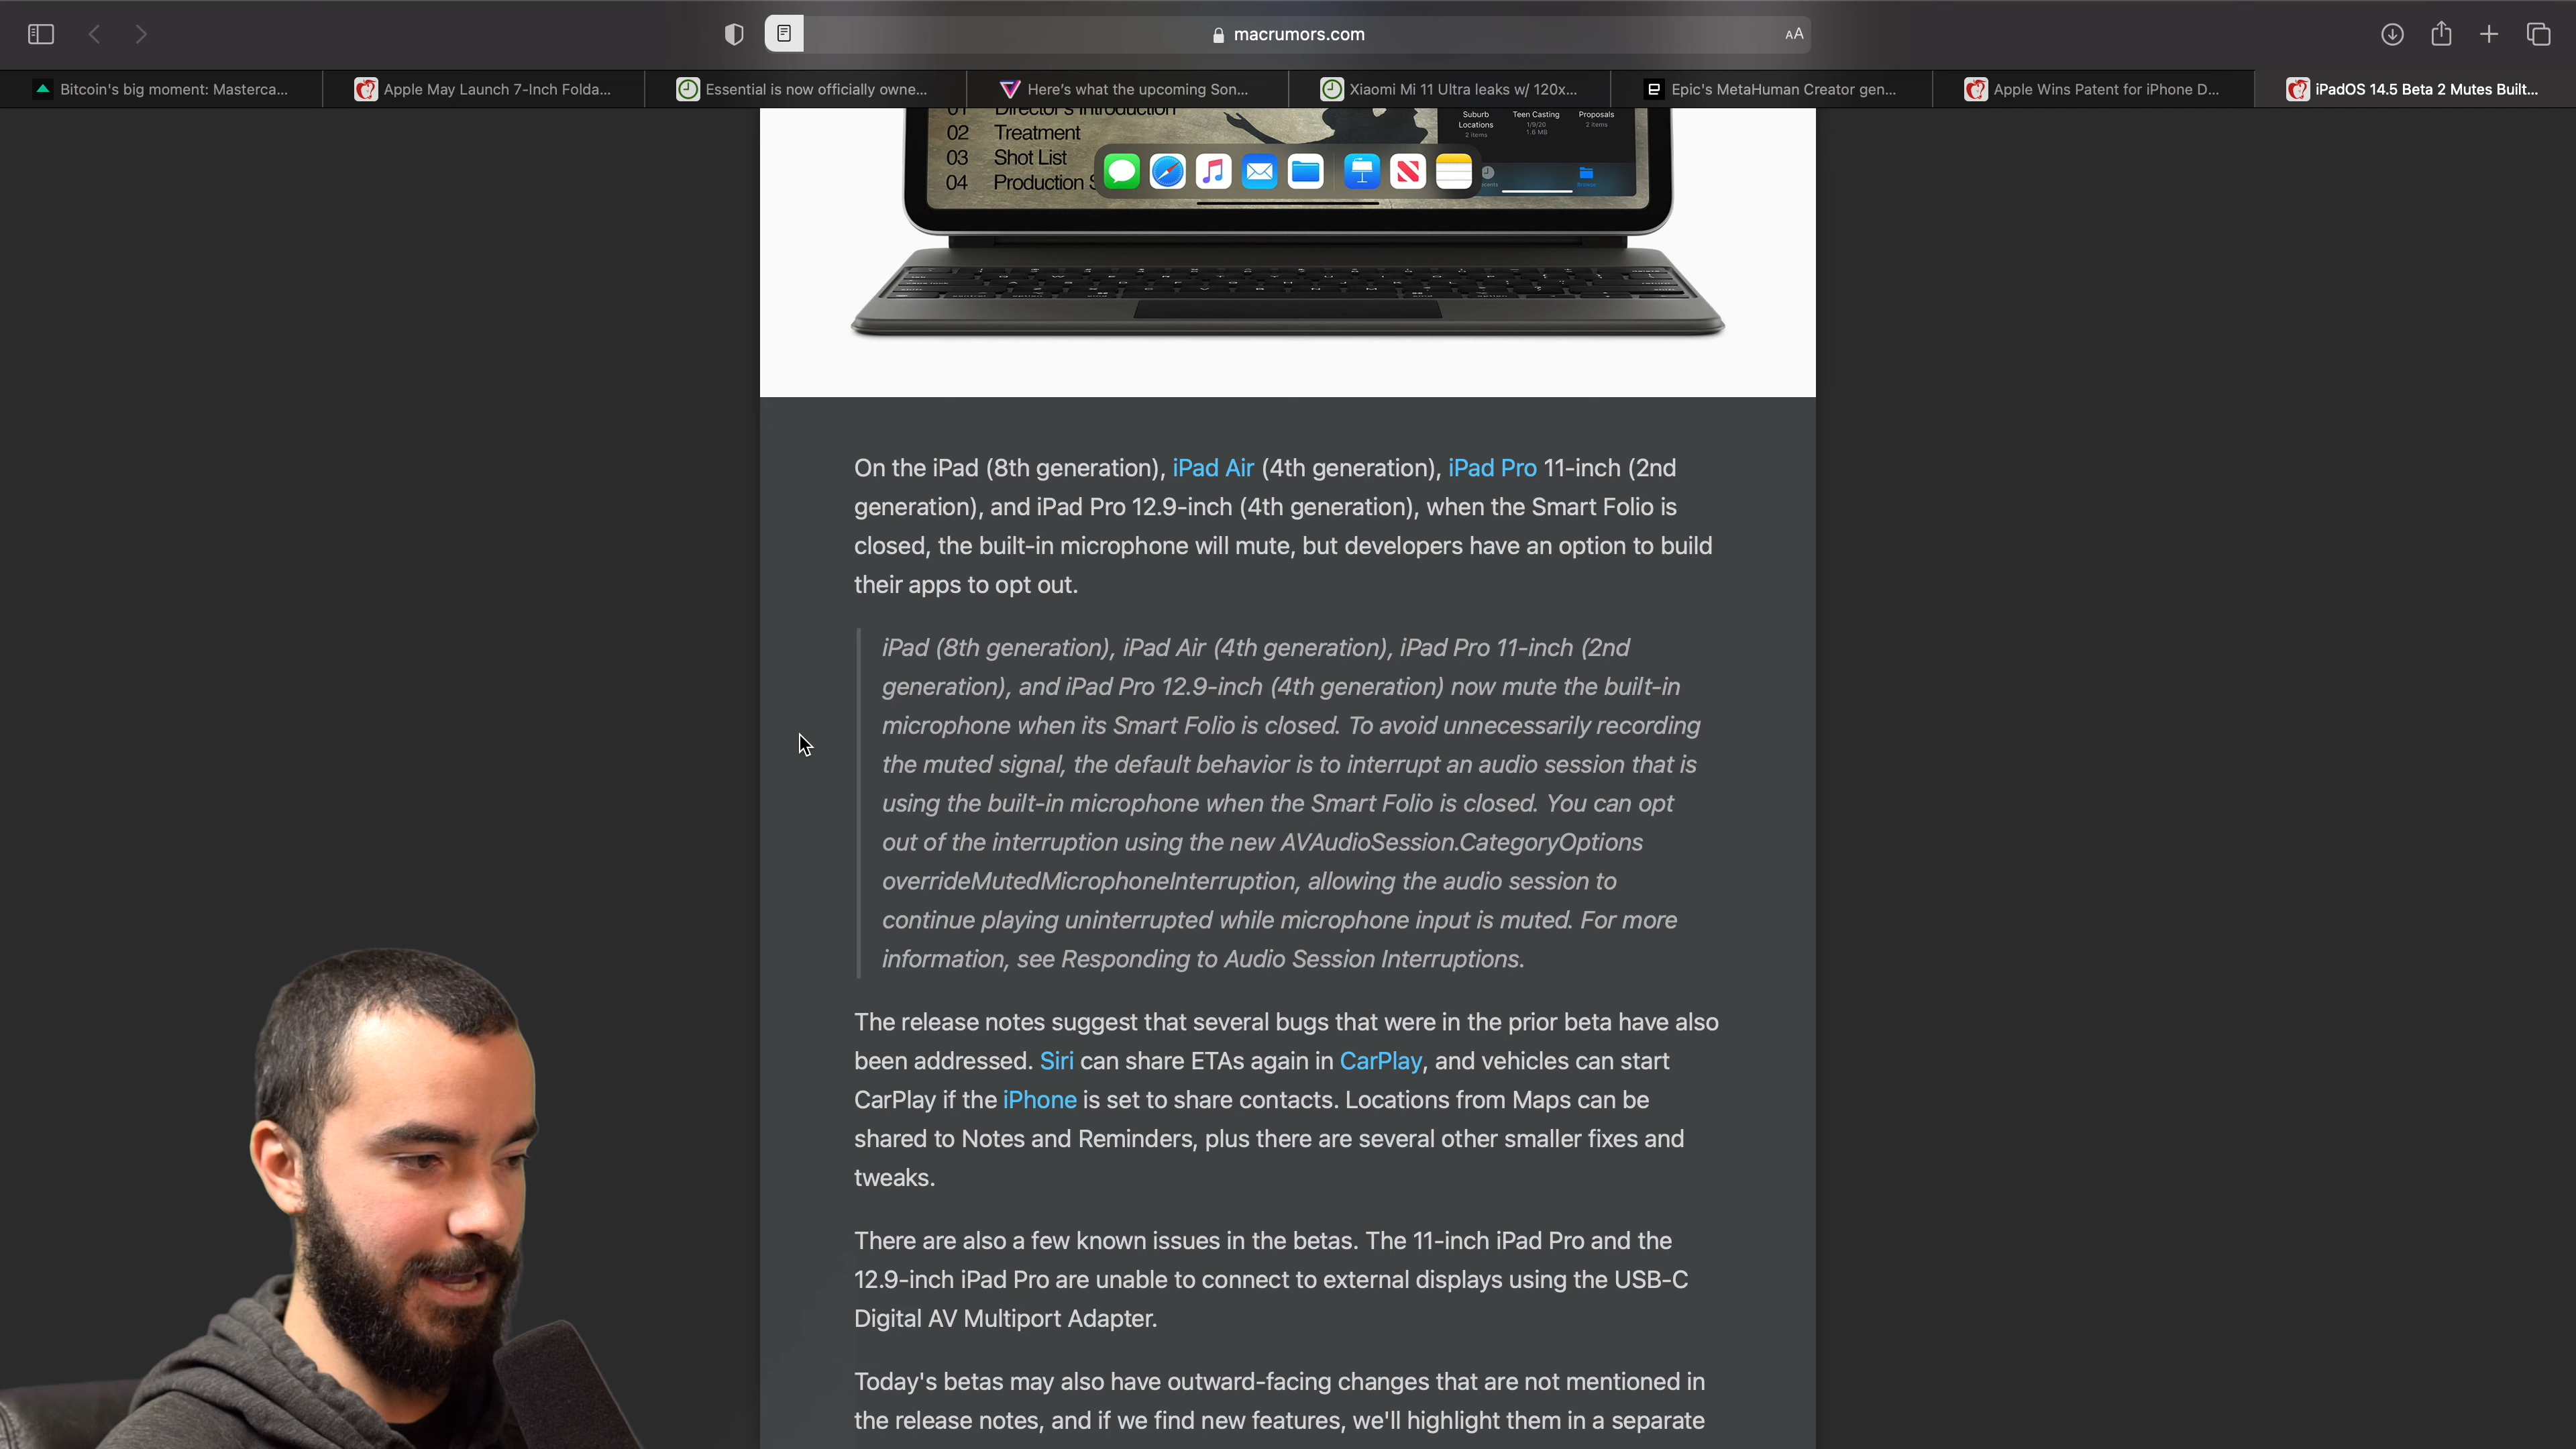 macrumors.com
AA
Bitcoin's big moment: Masterca...
Apple May Launch 7-Inch Folda...
Essential is now officially owne...
Here's what the upcoming Son...
Xiaomi Mi 11 Ultra leaks w/ 120x...
Epic's MetaHuman Creator gen...
Apple Wins Patent for iPhone D...
iPadOS 14.5 Beta 2 Mutes Built...
01 Director's Introduction
02 Treatment
03 Shot List
04 Production S
Suburb Locations
2 items
Teen Casting
1/9/20
1.6 MB
Proposals
2 items
Browse
On the iPad (8th generation), iPad Air (4th generation), iPad Pro 11-inch (2nd
generation), and iPad Pro 12.9-inch (4th generation), when the Smart Folio is
closed, the built-in microphone will mute, but developers have an option to build
their apps to opt out.
iPad (8th generation), iPad Air (4th generation), iPad Pro 11-inch (2nd
generation), and iPad Pro 12.9-inch (4th generation) now mute the built-in
microphone when its Smart Folio is closed. To avoid unnecessarily recording
the muted signal, the default behavior is to interrupt an audio session that is
using the built-in microphone when the Smart Folio is closed. You can opt
out of the interruption using the new AVAudioSession.CategoryOptions
overrideMutedMicrophoneInterruption, allowing the audio session to
continue playing uninterrupted while microphone input is muted. For more
information, see Responding to Audio Session Interruptions.
The release notes suggest that several bugs that were in the prior beta have also
been addressed. Siri can share ETAs again in CarPlay, and vehicles can start
CarPlay if the iPhone is set to share contacts. Locations from Maps can be
shared to Notes and Reminders, plus there are several other smaller fixes and
tweaks.
There are also a few known issues in the betas. The 11-inch iPad Pro and the
12.9-inch iPad Pro are unable to connect to external displays using the USB-C
Digital AV Multiport Adapter.
Today's betas may also have outward-facing changes that are not mentioned in
the release notes, and if we find new features, we'll highlight them in a separate